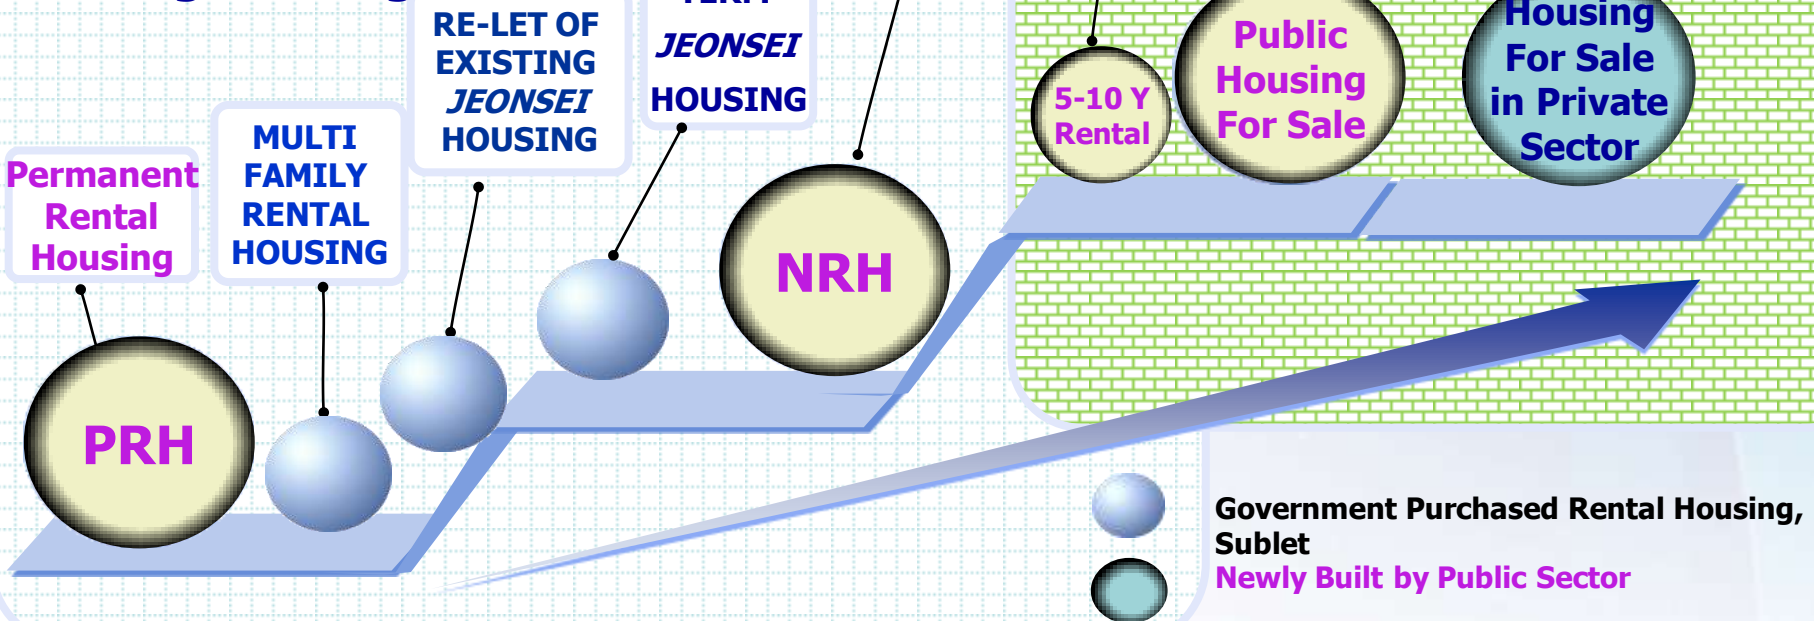 RE-LET OF
EXISTING
JEONSEI
HOUSING
JEONSEI
HOUSING
MULTI
FAMILY
RENTAL
HOUSING
Permanent
Rental
Housing
PRH
NRH
5-10 Y
Rental
Public
Housing
For Sale
Housing
For Sale
in Private
Sector
Government Purchased Rental Housing,
Sublet
Newly Built by Public Sector